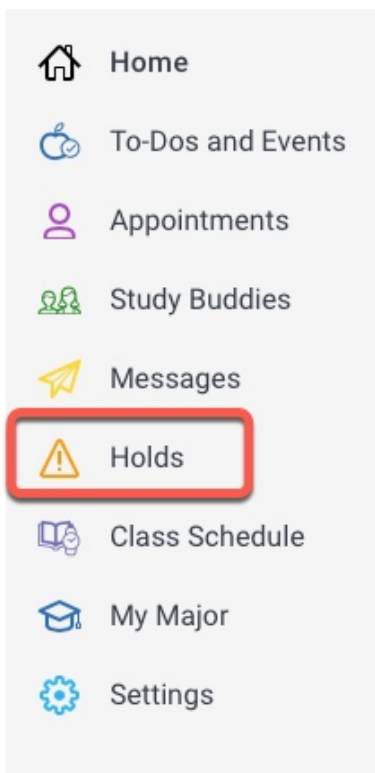 Home
To-Dos and Events
Appointments
Study Buddies
Messages
Holds
Class Schedule
My Major
Settings